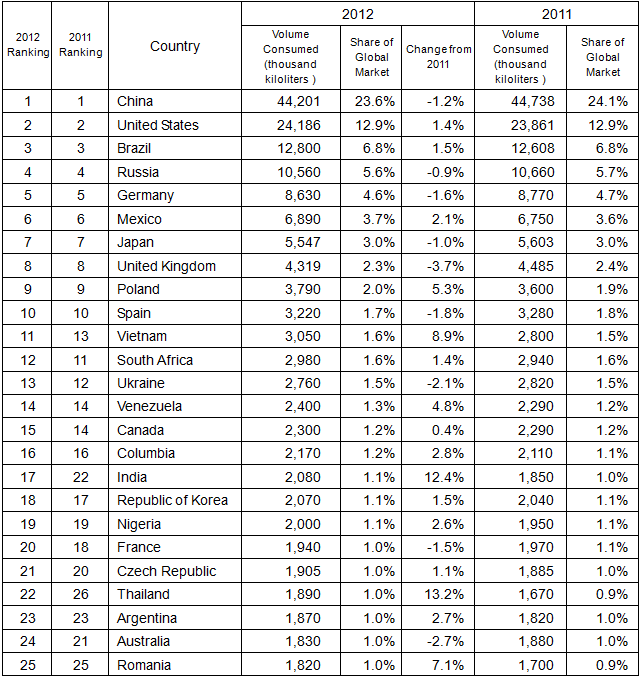 2012 2011
2012 Ranking 2011 Ranking Country Volume Consumed (thousand kiloliters ) Share of Global Market Change from 2011 Volume Consumed (thousand kiloliters ) Share of Global Market
1 1 China 44,201 23.6% -1.2% 44,738 24.1%
2 2 United States 24,186 12.9% 1.4% 23,861 12.9%
3 3 Brazil 12,800 6.8% 1.5% 12,608 6.8%
4 4 Russia 10,560 5.6% -0.9% 10,660 5.7%
5 5 Germany 8,630 4.6% -1.6% 8,770 4.7%
6 6 Mexico 6,890 3.7% 2.1% 6,750 3.6%
7 7 Japan 5,547 3.0% -1.0% 5,603 3.0%
8 8 United Kingdom 4,319 2.3% -3.7% 4,485 2.4%
9 9 Poland 3,790 2.0% 5.3% 3,600 1.9%
10 10 Spain 3,220 1.7% -1.8% 3,280 1.8%
11 13 Vietnam 3,050 1.6% 8.9% 2,800 1.5%
12 11 South Africa 2,980 1.6% 1.4% 2,940 1.6%
13 12 Ukraine 2,760 1.5% -2.1% 2,820 1.5%
14 14 Venezuela 2,400 1.3% 4.8% 2,290 1.2%
15 14 Canada 2,300 1.2% 0.4% 2,290 1.2%
16 16 Columbia 2,170 1.2% 2.8% 2,110 1.1%
17 22 India 2,080 1.1% 12.4% 1,850 1.0%
18 17 Republic of Korea 2,070 1.1% 1.5% 2,040 1.1%
19 19 Nigeria 2,000 1.1% 2.6% 1,950 1.1%
20 18 France 1,940 1.0% -1.5% 1,970 1.1%
21 20 Czech Republic 1,905 1.0% 1.1% 1,885 1.0%
22 26 Thailand 1,890 1.0% 13.2% 1,670 0.9%
23 23 Argentina 1,870 1.0% 2.7% 1,820 1.0%
24 21 Australia 1,830 1.0% -2.7% 1,880 1.0%
25 25 Romania 1,820 1.0% 7.1% 1,700 0.9%